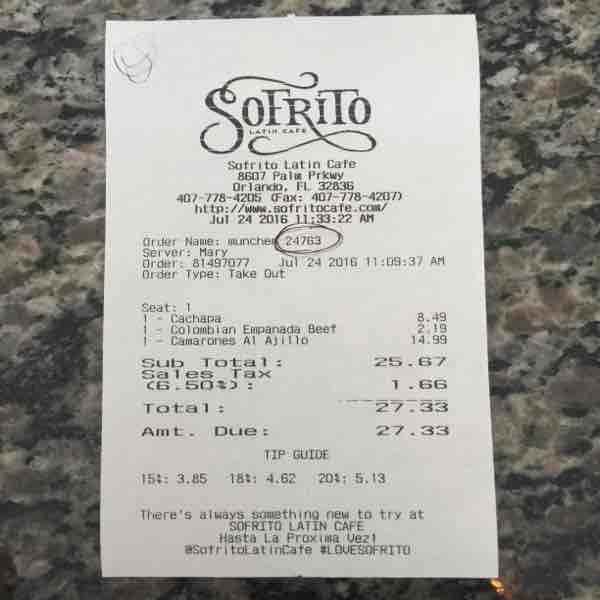 SOFRITO
LATIN CAFE
Sofrito Latin Cafe
8607 Palm Prkwy
Orlando, FL 32836
407-778-4205 (Fax: 407-778-4207)
http://www.sofritocafe.com/
Jul 24 2016 11:33:22 AM
Order Name: munchem 24763
Server: Mary
Order: 81497077 Jul 24 2016 11:09:37 AM
Order Type: Take Out
Seat: 1
1 - Cachapa 8.49
1 - Colombian Empanada Beef 2.19
1 - Camarones Al Ajillo 14.99
Sub Total: 25.67
Sales Tax
(6.50%): 1.66
Total: 27.33
Amt. Due: 27.33
TIP GUIDE
15%: 3.85 18%: 4.62 20%: 5.13
There's always something new to try at
SOFRITO LATIN CAFE
Hasta La Proxima Vez!
@SofritoLatinCafe #LOVESOFRITO